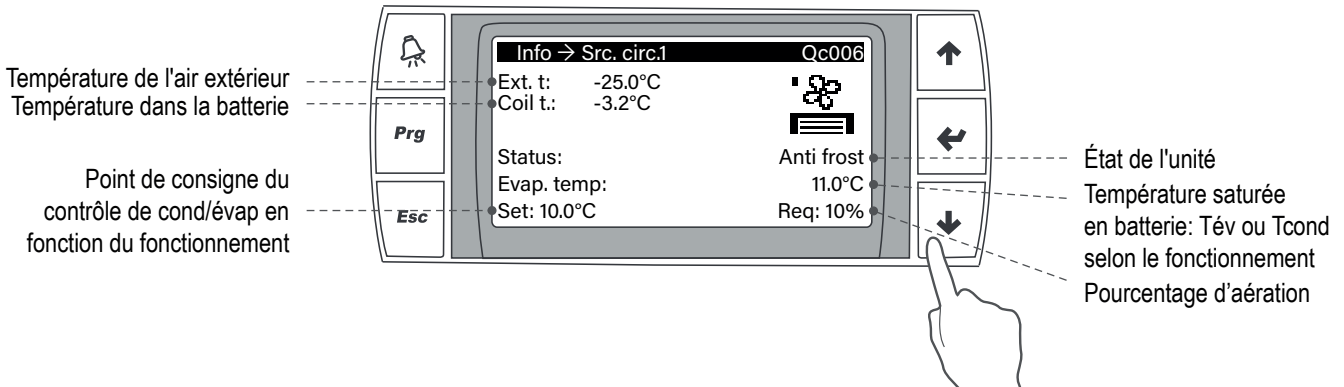 Température de l'air extérieur
Température dans la batterie
Point de consigne du
contrôle de cond/évap en
fonction du fonctionnement
Prg
Esc
Info → Src. circ.1 Qc006
Ext. t: -25.0°C
Coil t.: -3.2°C
Status: Anti frost
Evap. temp: 11.0°C
Set: 10.0°C Req: 10%
État de l'unité
Température saturée
en batterie: Tév ou Tcond
selon le fonctionnement
Pourcentage d’aération